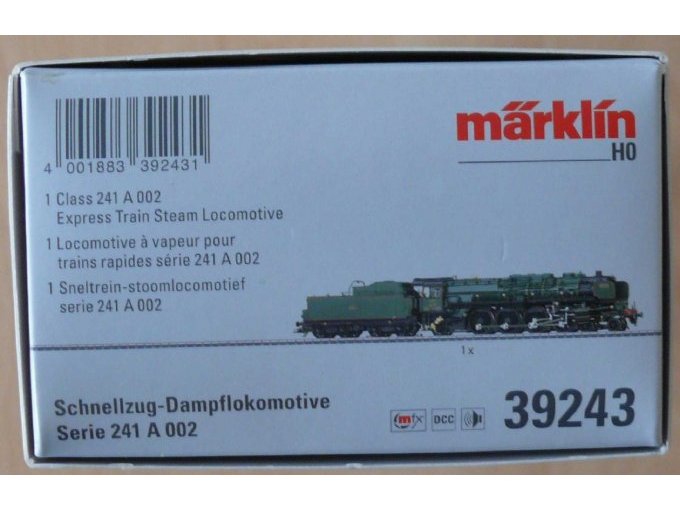 märklin
H0
4 001883 392431
1 Class 241 A 002
Express Train Steam Locomotive
1 Locomotive à vapeur pour
trains rapides série 241 A 002
1 Sneltrein-stoomlocomotief
serie 241 A 002
1 x
Schnellzug-Dampflokomotive
Serie 241 A 002
mfx
DCC
39243